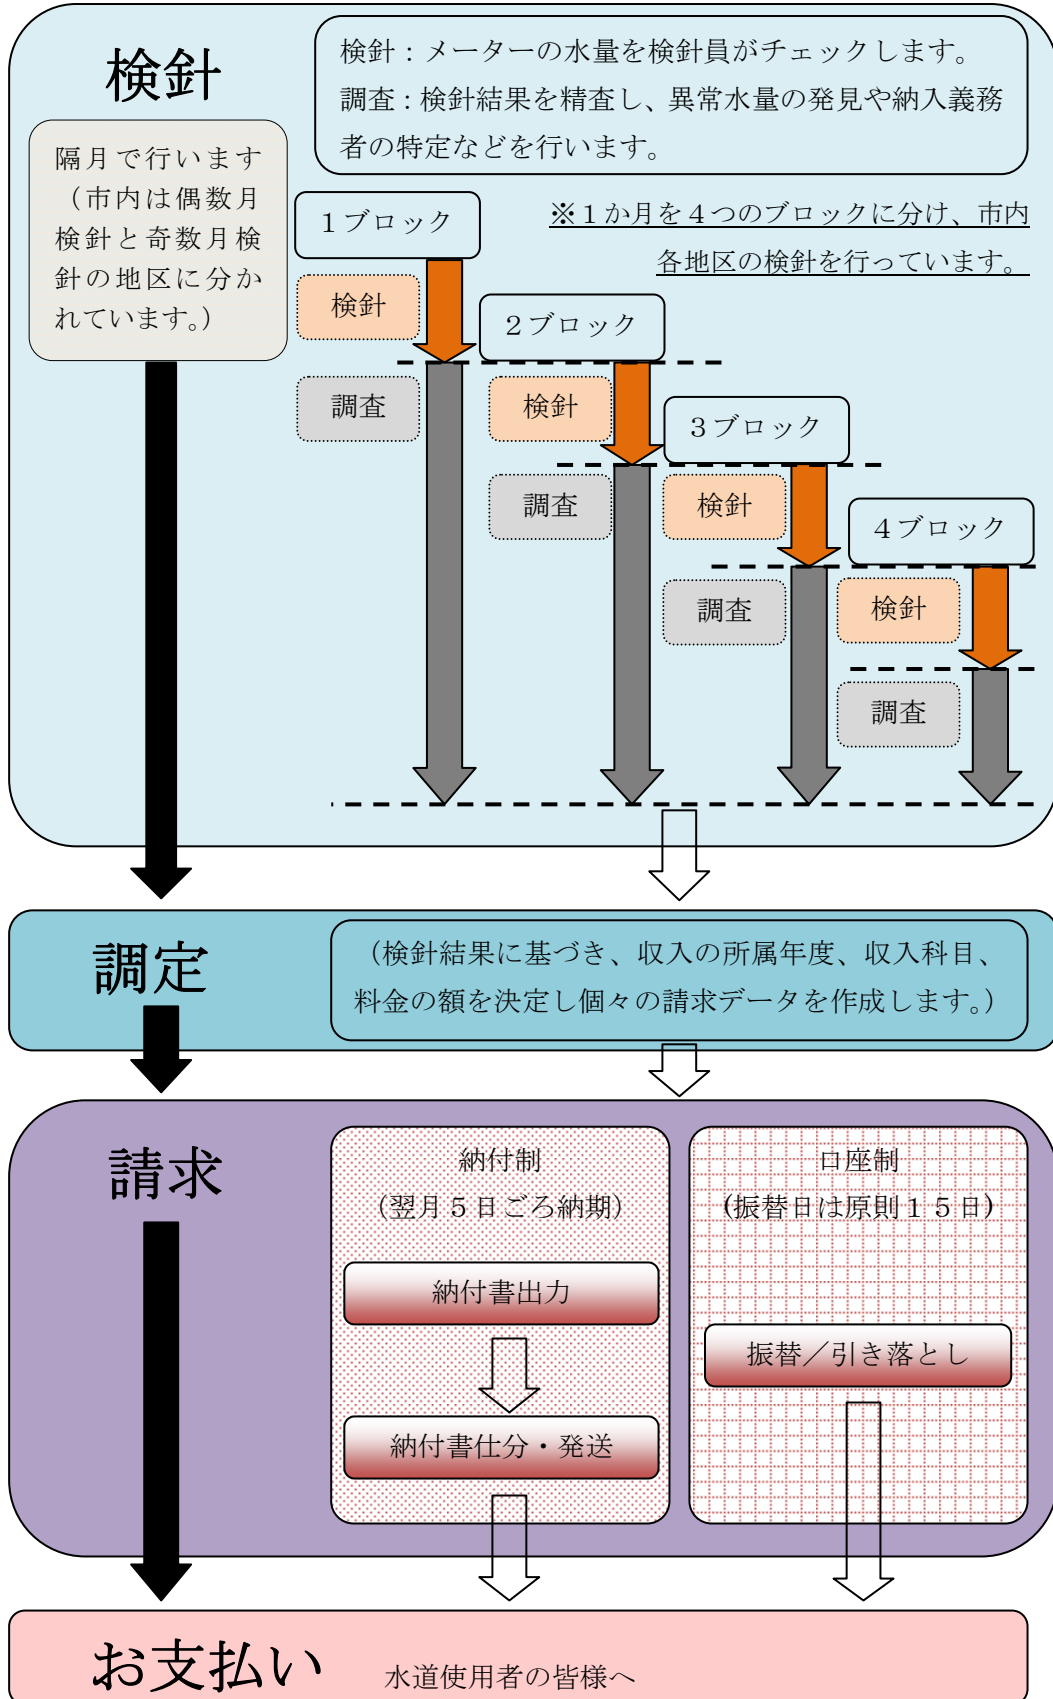 検針
検針：メーターの水量を検針員がチェックします。
調査：検針結果を精査し、異常水量の発見や納入義務
者の特定などを行います。
隔月で行います
（市内は偶数月
検針と奇数月検
針の地区に分か
れています。）
※１か月を４つのブロックに分け、市内
各地区の検針を行っています。
１ブロック
検針
調査
２ブロック
検針
調査
３ブロック
検針
調査
４ブロック
検針
調査
調定
（検針結果に基づき、収入の所属年度、収入科目、
料金の額を決定し個々の請求データを作成します。）
請求
納付制
（翌月５日ごろ納期）
納付書出力
納付書仕分・発送
口座制
(振替日は原則１５日)
振替／引き落とし
お支払い
水道使用者の皆様へ